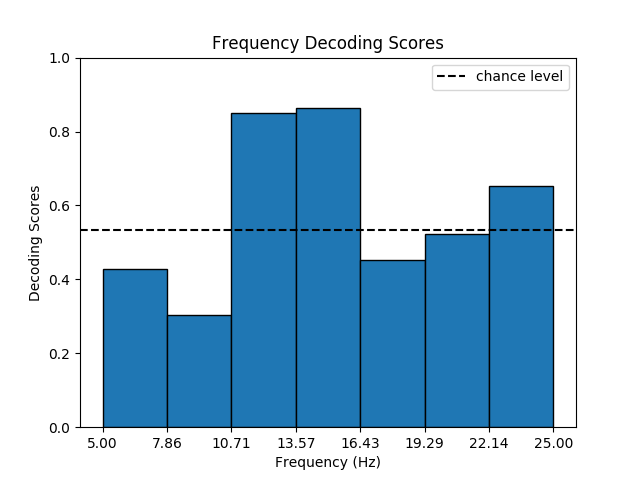 Frequency Decoding Scores
chance level
1.0
0.8
0.6
0.4
0.2
0.0
Decoding Scores
5.00 7.86 10.71 13.57 16.43 19.29 22.14 25.00
Frequency (Hz)